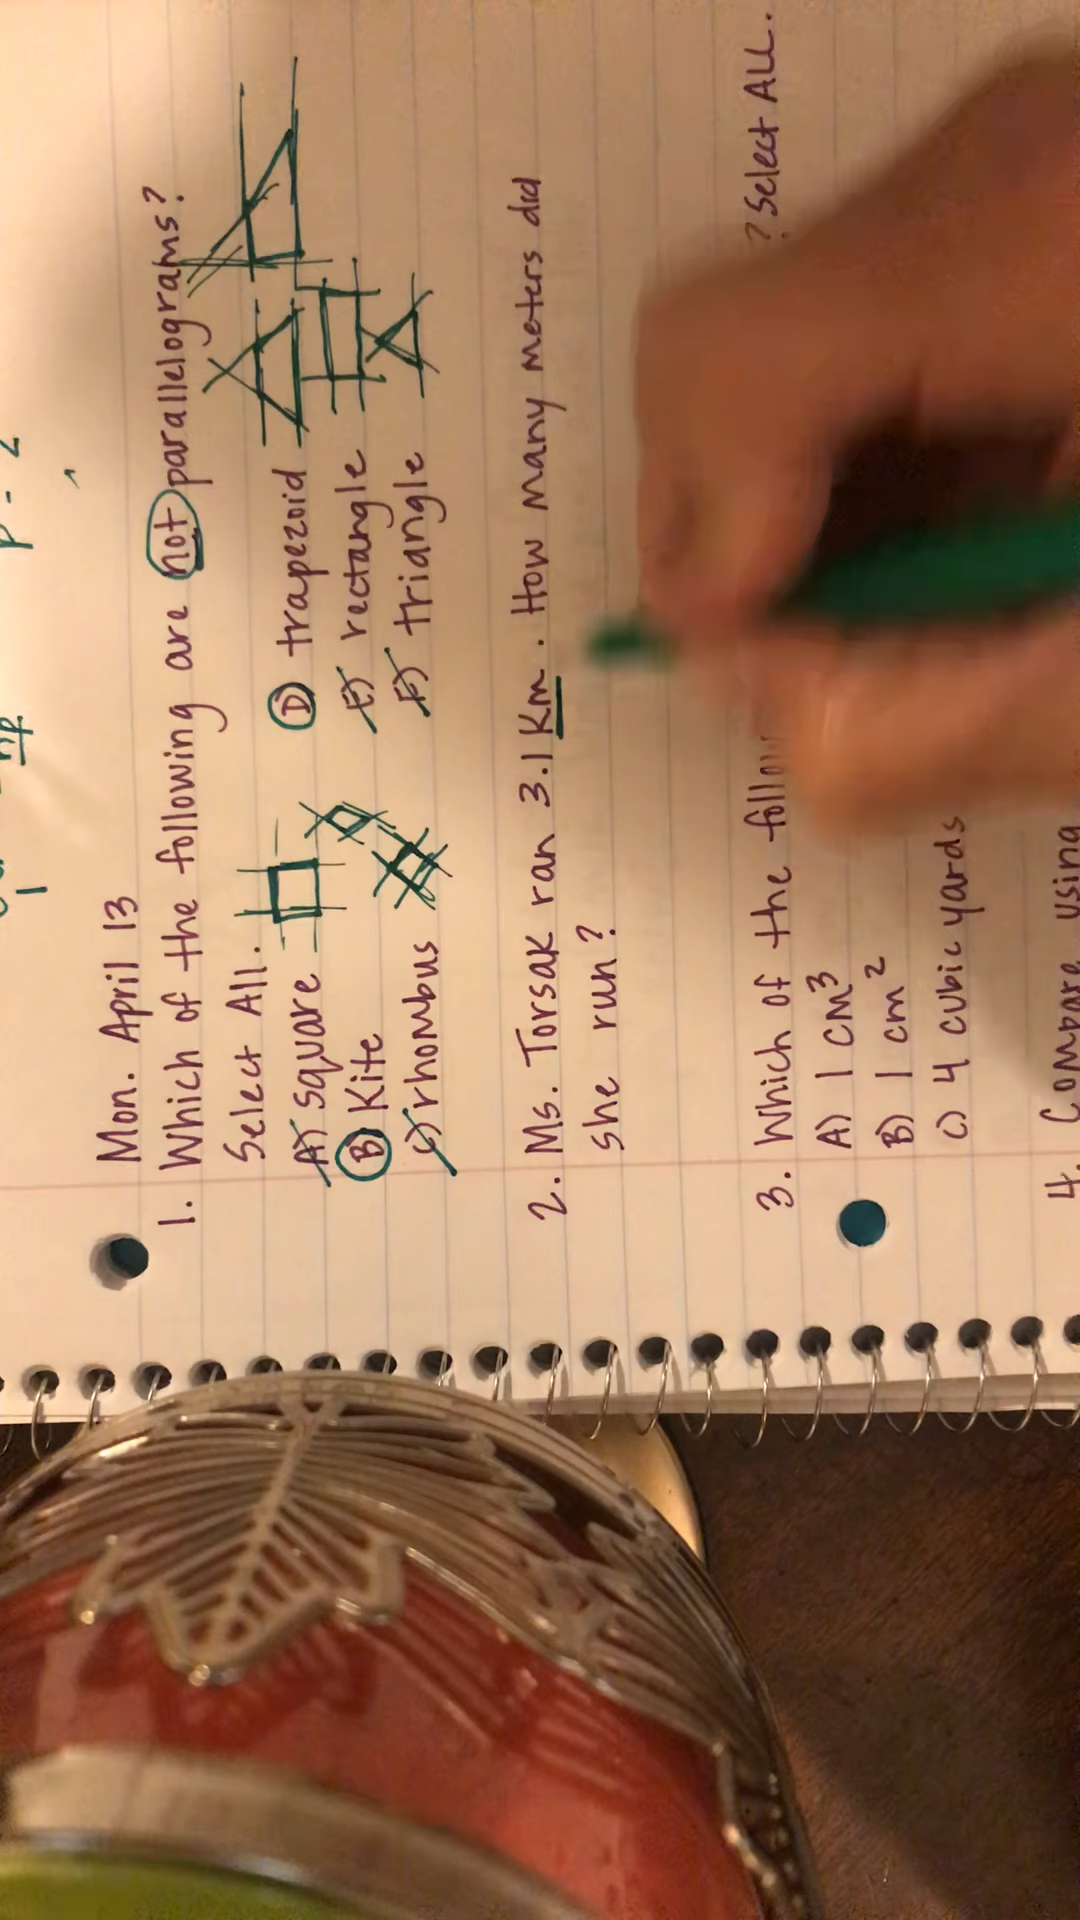 Mon. April 13
1. Which of the following are not parallelograms?
Select All.
A) square D) trapezoid
B) Kite E) rectangle
C) rhombus F) triangle
2. Ms. Torsak ran 3.1 Km. How many meters did
she run?
3. Which of the ? Select ALL.
A) 1 cm³
B) 1 cm²
C) 4 cubic yards
4. Compare using